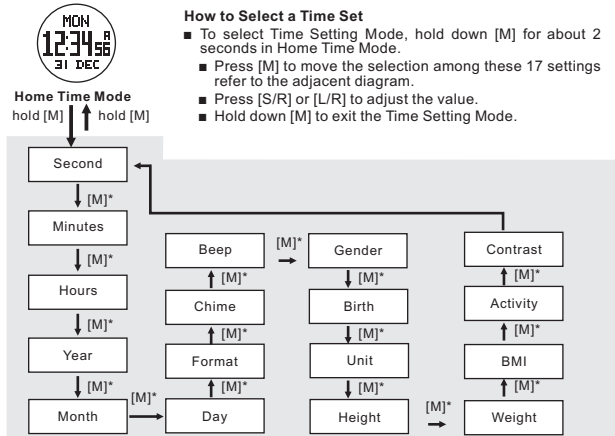 MON
12:34 56 A
31 DEC
Home Time Mode
hold [M] hold [M]
How to Select a Time Set
■ To select Time Setting Mode, hold down [M] for about 2
seconds in Home Time Mode.
■ Press [M] to move the selection among these 17 settings
refer to the adjacent diagram.
■ Press [S/R] or [L/R] to adjust the value.
■ Hold down [M] to exit the Time Setting Mode.
Second
[M]*
Minutes
[M]*
Hours
[M]*
Year
[M]*
Month
[M]*
Day
[M]*
Format
[M]*
Chime
[M]*
Beep
[M]*
Gender
[M]*
Birth
[M]*
Unit
[M]*
Height
[M]*
Weight
[M]*
BMI
[M]*
Activity
[M]*
Contrast